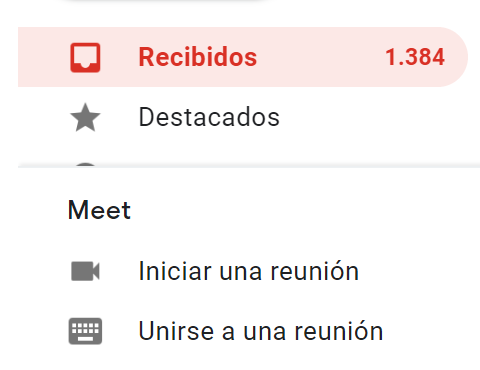 Recibidos 1.384
Destacados
Meet
Iniciar una reunión
Unirse a una reunión